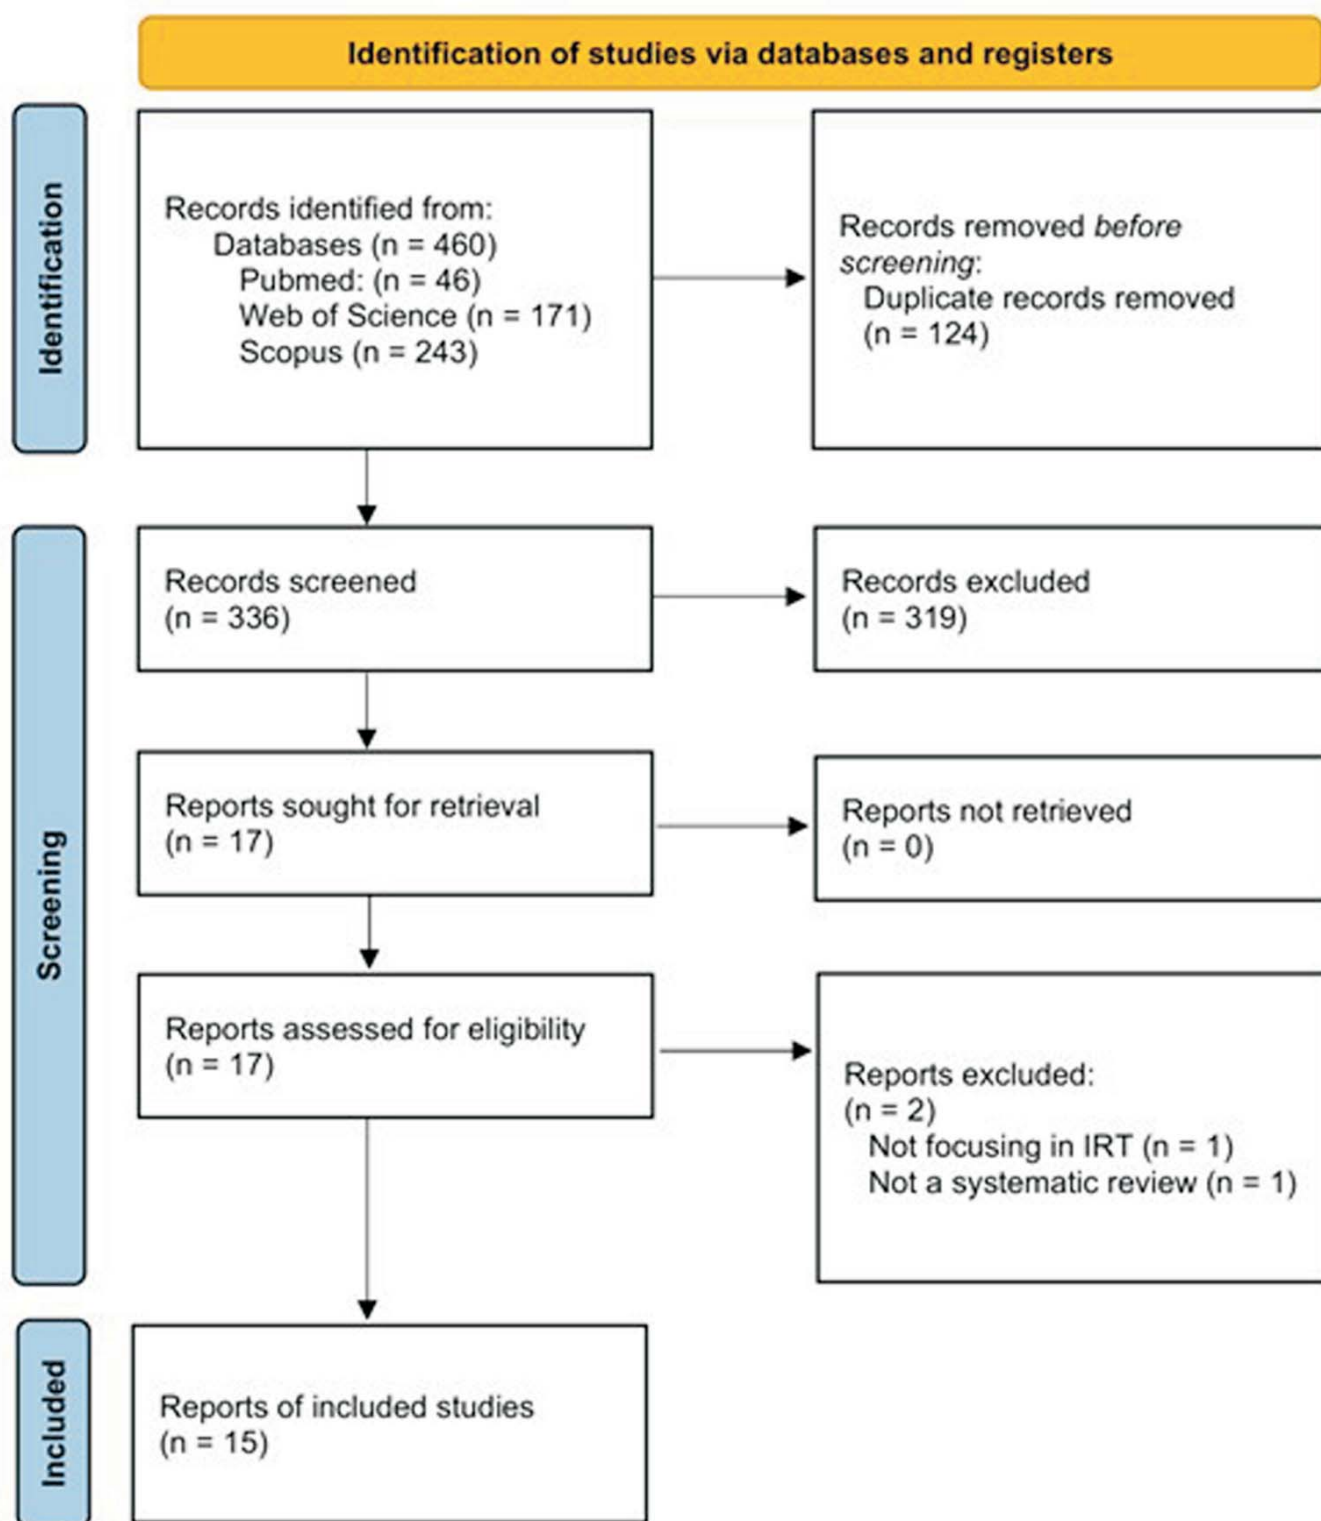 Identification of studies via databases and registers
Identification
Records identified from:
Databases (n = 460)
Pubmed: (n = 46)
Web of Science (n = 171)
Scopus (n = 243)
Records removed before
screening:
Duplicate records removed
(n = 124)
Screening
Records screened
(n = 336)
Records excluded
(n = 319)
Reports sought for retrieval
(n = 17)
Reports not retrieved
(n = 0)
Reports assessed for eligibility
(n = 17)
Reports excluded:
(n = 2)
Not focusing in IRT (n = 1)
Not a systematic review (n = 1)
Included
Reports of included studies
(n = 15)